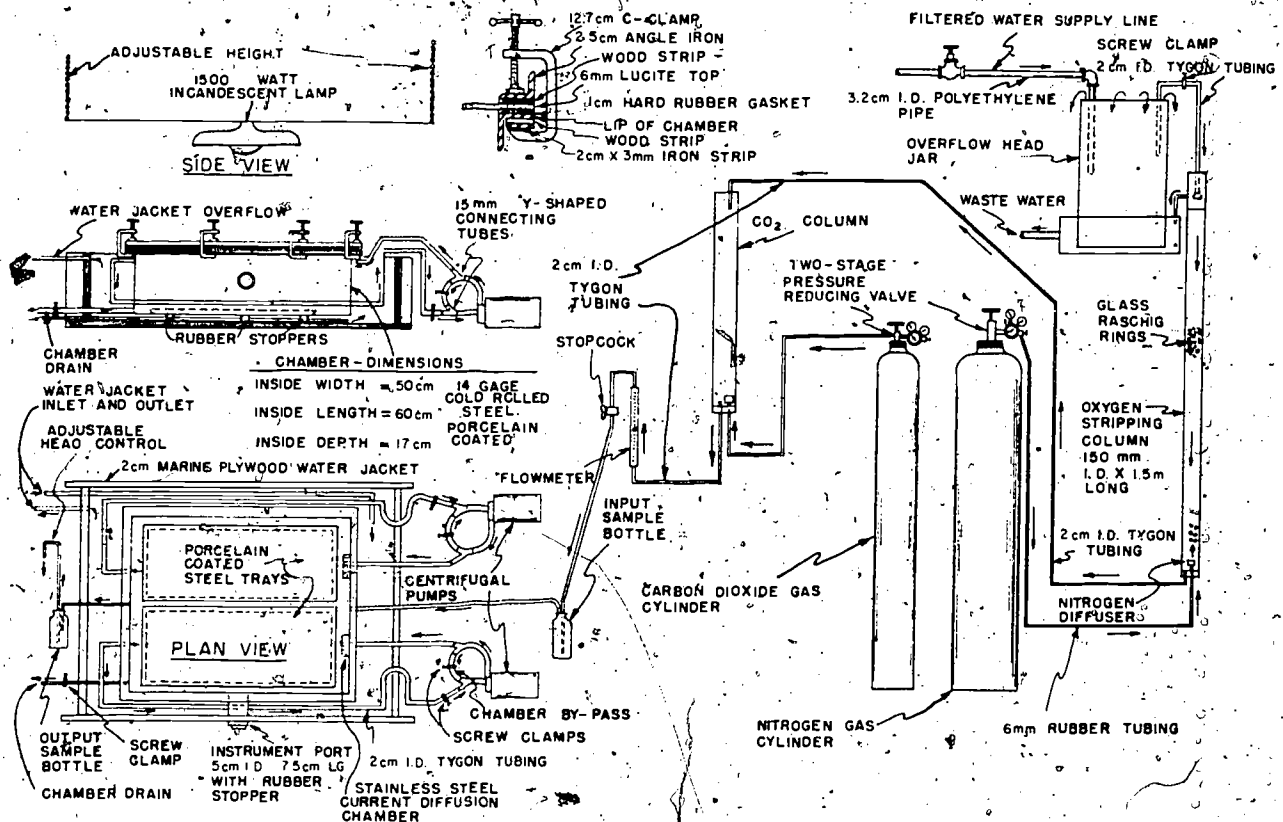 ADJUSTABLE HEIGHT
1500 WATT
INCANDESCENT LAMP
SIDE VIEW
12.7cm C-CLAMP
2.5cm ANGLE IRON
WOOD STRIP
6mm LUCITE TOP
1cm HARD RUBBER GASKET
LIP OF CHAMBER
WOOD STRIP
2cm X 3mm IRON STRIP
FILTERED WATER SUPPLY LINE
SCREW CLAMP
2cm I.D. TYGON TUBING
3.2cm I.D. POLYETHYLENE
PIPE
OVERFLOW HEAD
JAR
WASTE WATER
WATER JACKET OVERFLOW
15mm Y-SHAPED
CONNECTING
TUBES
CO2 COLUMN
2cm I.D.
TYGON
TUBING
TWO-STAGE
PRESSURE
REDUCING VALVE
GLASS
RASCHIG
RINGS
RUBBER STOPPERS
CHAMBER
DRAIN
STOPCOCK
CHAMBER-DIMENSIONS
INSIDE WIDTH = 50cm
INSIDE LENGTH = 60cm
INSIDE DEPTH = 17cm
14 GAGE
COLD ROLLED
STEEL.
PORCELAIN
COATED
WATER JACKET
INLET AND OUTLET
ADJUSTABLE
HEAD CONTROL
2cm MARINE PLYWOOD WATER JACKET
FLOWMETER
INPUT
SAMPLE
BOTTLE
OXYGEN
STRIPPING
COLUMN
150 mm
I.D. X 1.5m
LONG
PORCELAIN
COATED
STEEL TRAYS
CENTRIFUGAL
PUMPS
2cm I.D. TYGON
TUBING
CARBON DIOXIDE GAS
CYLINDER
NITROGEN
DIFFUSER
PLAN VIEW
CHAMBER BY-PASS
SCREW CLAMPS
NITROGEN GAS
CYLINDER
6mm RUBBER TUBING
OUTPUT
SAMPLE
BOTTLE
SCREW
CLAMP
INSTRUMENT PORT
5cm I.D 7.5cm LG
WITH RUBBER
STOPPER
2cm I.D. TYGON TUBING
CHAMBER DRAIN
STAINLESS STEEL
CURRENT DIFFUSION
CHAMBER